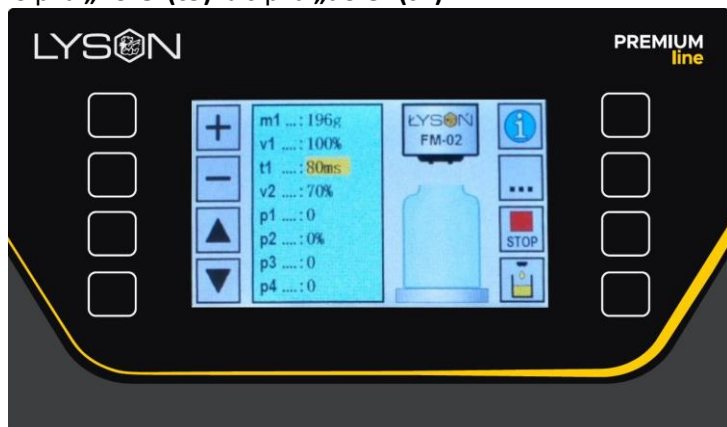 LYSON
PREMIUM
line
m1 ...: 196g
v1 ....: 100%
t1 ....: 80ms
v2 ....: 70%
p1 ....: 0
p2 ....: 0%
p3 ....: 0
p4 ....: 0
ŁYSON
FM-02
...
STOP